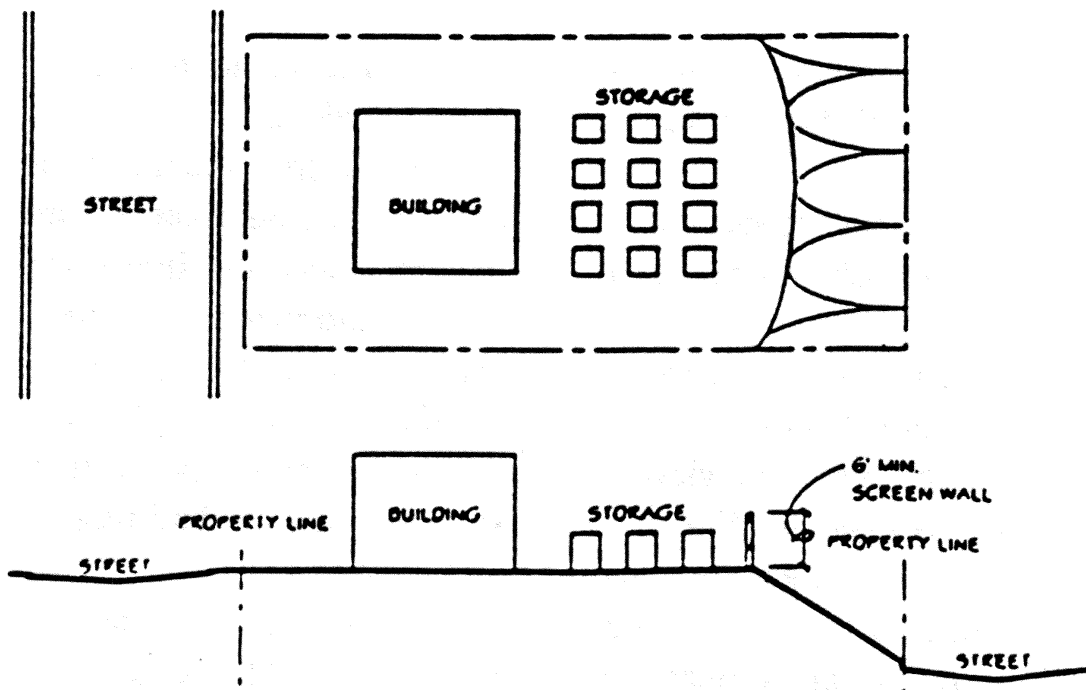 STORAGE
STREET
BUILDING
6' MIN.
SCREEN WALL
PROPERTY LINE
BUILDING
STORAGE
PROPERTY LINE
STREET
STREET